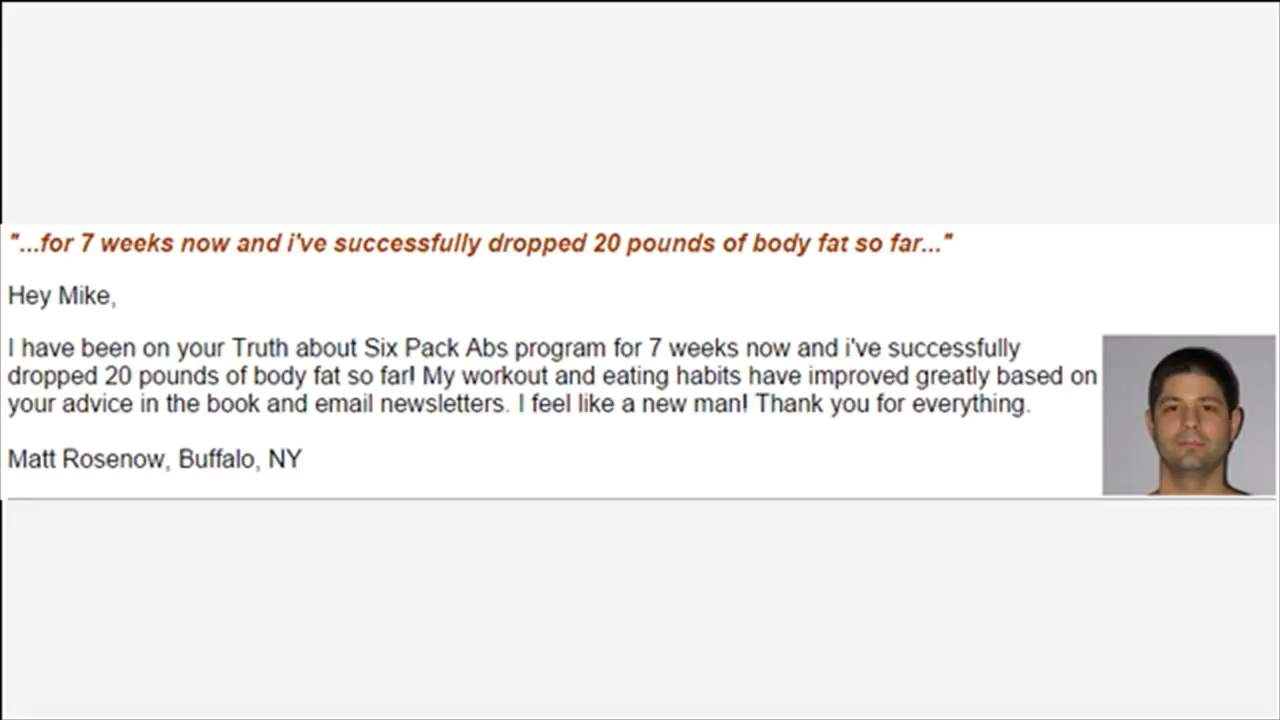 "...for 7 weeks now and i've successfully dropped 20 pounds of body fat so far..."
Hey Mike,
I have been on your Truth about Six Pack Abs program for 7 weeks now and i've successfully
dropped 20 pounds of body fat so far! My workout and eating habits have improved greatly based on
your advice in the book and email newsletters. I feel like a new man! Thank you for everything.
Matt Rosenow, Buffalo, NY